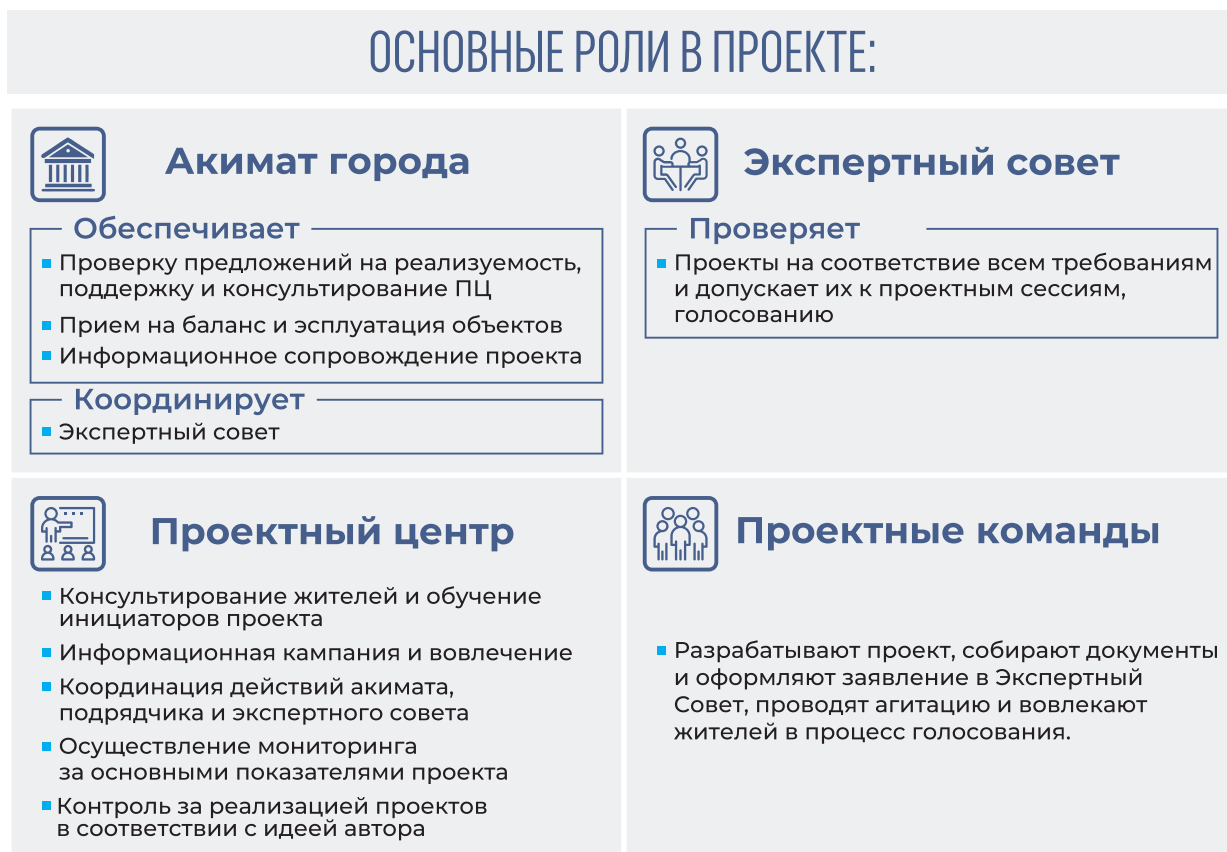 ОСНОВНЫЕ РОЛИ В ПРОЕКТЕ:
Акимат города
Обеспечивает
Проверку предложений на реализуемость,
поддержку и консультирование ПЦ
Прием на баланс и эсплуатация объектов
Информационное сопровождение проекта
Координирует
Экспертный совет
Экспертный совет
Проверяет
Проекты на соответствие всем требованиям
и допускает их к проектным сессиям,
голосованию
Проектный центр
Консультирование жителей и обучение
инициаторов проекта
Информационная кампания и вовлечение
Координация действий акимата,
подрядчика и экспертного совета
Осуществление мониторинга
за основными показателями проекта
Контроль за реализацией проектов
в соответствии с идеей автора
Проектные команды
Разрабатывают проект, собирают документы
и оформляют заявление в Экспертный
Совет, проводят агитацию и вовлекают
жителей в процесс голосования.